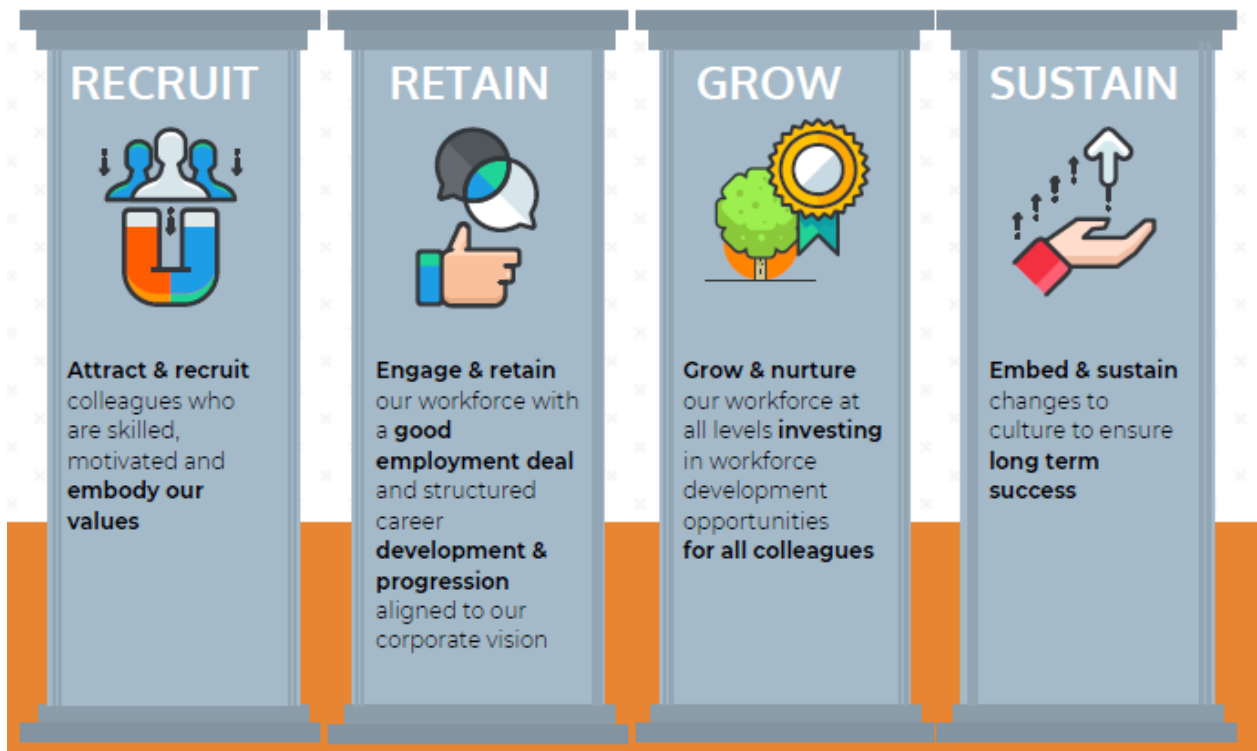 RECRUIT
Attract & recruit
colleagues who
are skilled,
motivated and
embody our
values
RETAIN
Engage & retain
our workforce with
a good
employment deal
and structured
career
development &
progression
aligned to our
corporate vision
GROW
Grow & nurture
our workforce at
all levels investing
in workforce
development
opportunities
for all colleagues
SUSTAIN
Embed & sustain
changes to
culture to ensure
long term
success